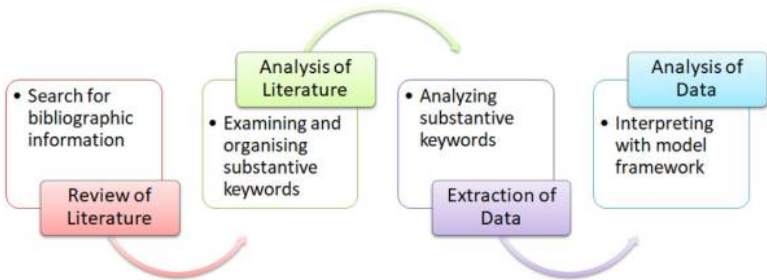 • Search for
bibliographic
information
Review of
Literature
Analysis of
Literature
• Examining and
organising
substantive
keywords
• Analyzing
substantive
keywords
Extraction of
Data
Analysis of
Data
• Interpreting
with model
framework